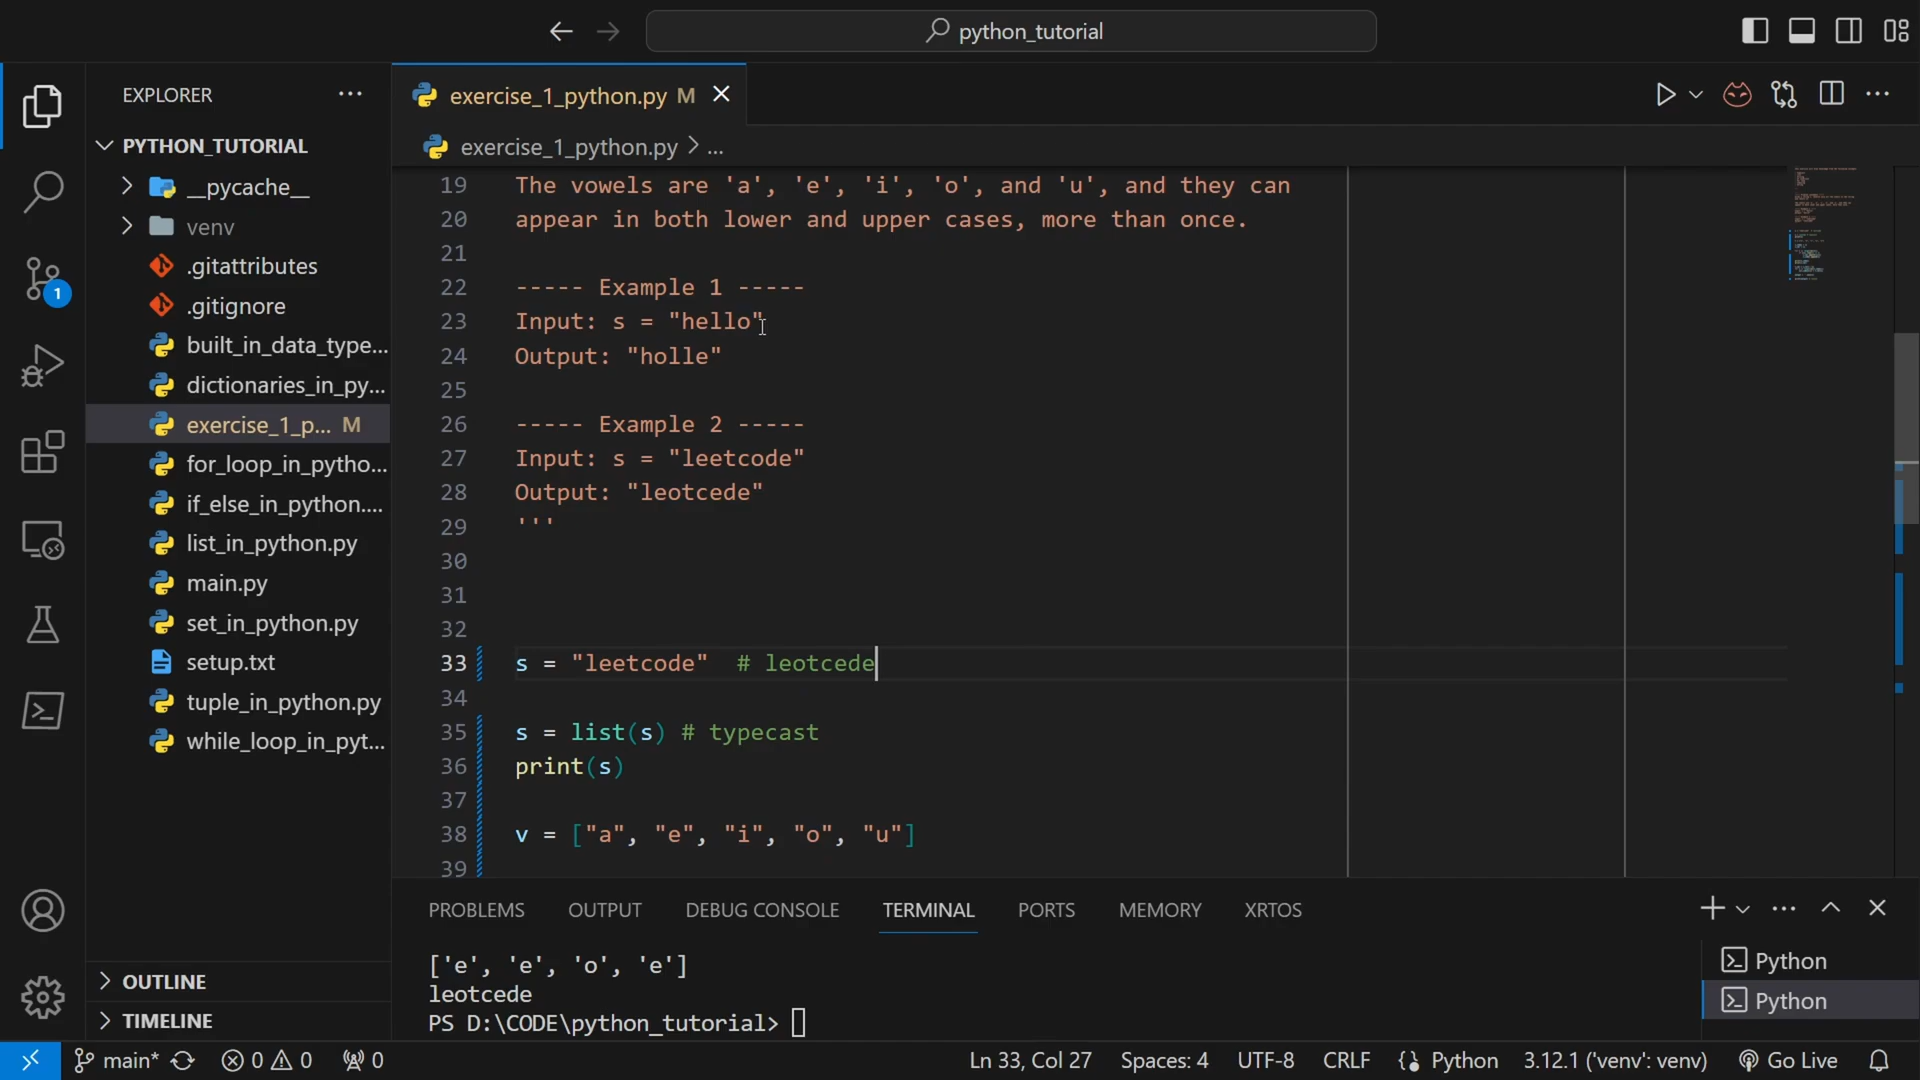 python_tutorial
EXPLORER
exercise_1_python.py M
PYTHON_TUTORIAL
exercise_1_python.py > ...
__pycache__
venv
.gitattributes
.gitignore
built_in_data_type...
dictionaries_in_py...
exercise_1_p... M
for_loop_in_pytho...
if_else_in_python....
list_in_python.py
main.py
set_in_python.py
setup.txt
tuple_in_python.py
while_loop_in_pyt...
OUTLINE
TIMELINE
1
19 The vowels are 'a', 'e', 'i', 'o', and 'u', and they can
20 appear in both lower and upper cases, more than once.
21
22 ----- Example 1 -----
23 Input: s = "hello"
24 Output: "holle"
25
26 ----- Example 2 -----
27 Input: s = "leetcode"
28 Output: "leotcede"
29 '''
30
31
32
33 s = "leetcode"  # leotcede
34
35 s = list(s) # typecast
36 print(s)
37
38 v = ["a", "e", "i", "o", "u"]
39
PROBLEMS OUTPUT DEBUG CONSOLE TERMINAL PORTS MEMORY XRTOS
['e', 'e', 'o', 'e']
leotcede
PS D:\CODE\python_tutorial>
Python
Python
main* 0 0 0 Ln 33, Col 27 Spaces: 4 UTF-8 CRLF Python 3.12.1 ('venv': venv) Go Live